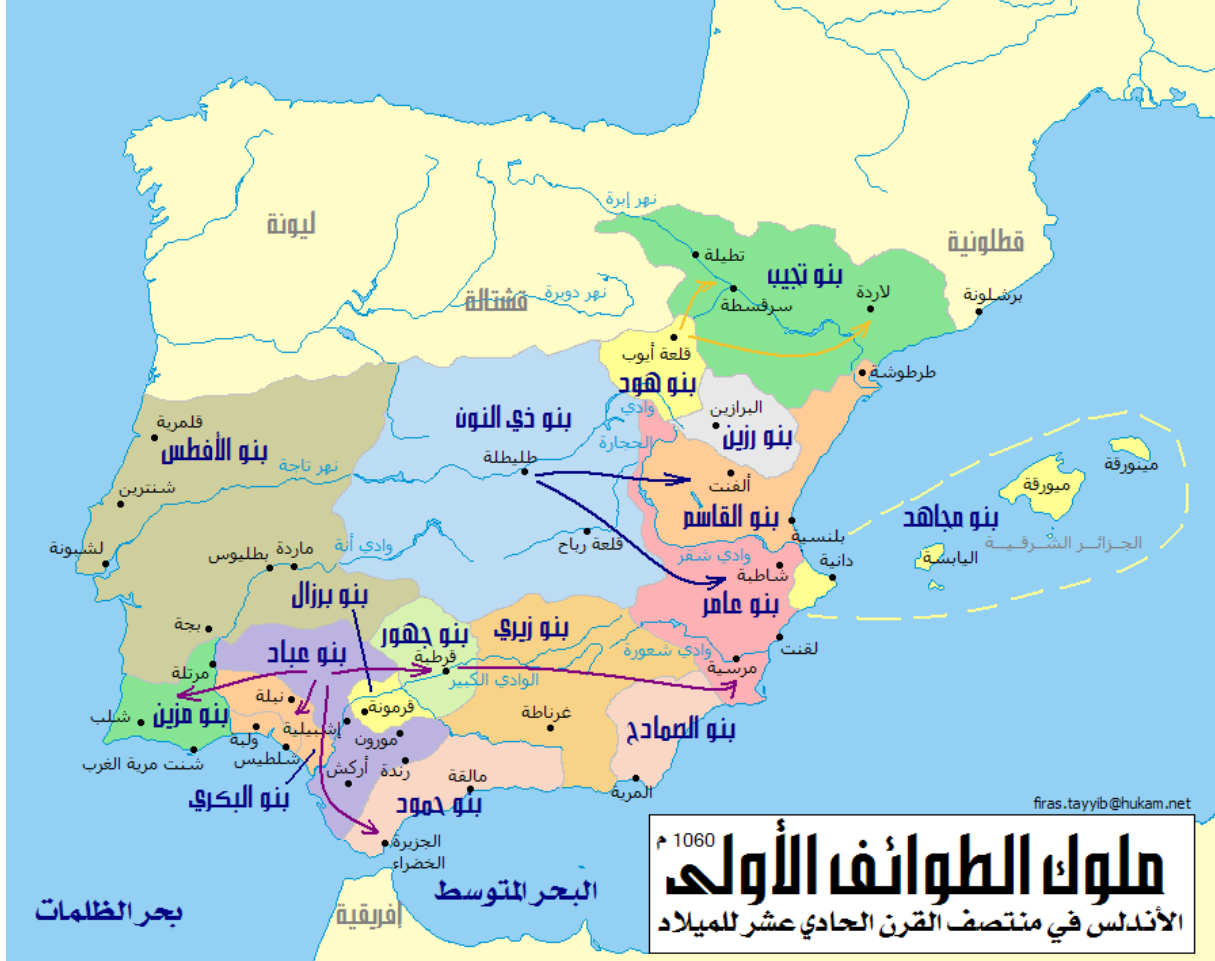 نهر إبرة
ليونة
قطلونية
تطيلة
بنو تجيب
نهر دويرة
قشتالة
سرقسطة
لاردة
برشلونة
قلعة أيوب
طرطوشة
بنو هود
وادي
الحجارة
البرازين
بنو رزين
قلمرية
بنو الأفطس
بنو ذي النون
طليطلة
نهر تاجة
شنترين
ألفنت
بنو القاسم
مينورقة
ميورقة
بنو مجاهد
الجزائر الشرقية
اليابسة
بلنسية
دانية
لشبونة
بطليوس
ماردة
وادي أنة
قلعة رباح
وادي شقر
شاطبة
بنو عامر
بنو برزال
بجة
بنو عباد
بنو جهور
قرطبة
بنو زيري
وادي شعورة
لقنت
مرسية
مرتلة
الوادي الكبير
نبلة
قرمونة
إشبيلية
شلب
بنو مزين
ولبة
شلطيس
مورون
غرناطة
بنو الصمادح
شنت مرية الغرب
أركش
رندة
مالقة
المرية
بنو البكري
بنو حمود
الجزيرة
الخضراء
firas.tayyib@hukam.net
البحر المتوسط
بحر الظلمات
إفريقية
ملوك الطوائف الأولى
1060 م
الأندلس في منتصف القرن الحادي عشر للميلاد